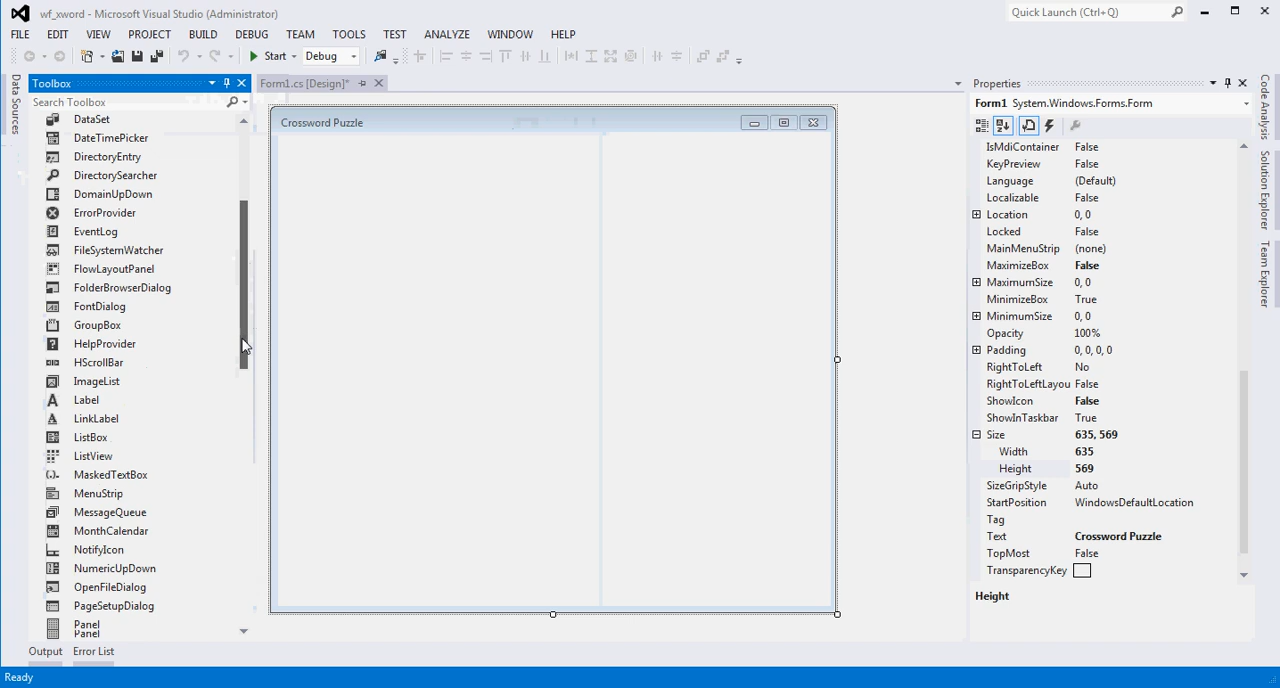 wf_xword - Microsoft Visual Studio (Administrator)
Quick Launch (Ctrl+Q)
FILE EDIT VIEW PROJECT BUILD DEBUG TEAM TOOLS TEST ANALYZE WINDOW HELP
Start Debug
Data Sources
Toolbox
Search Toolbox
DataSet
DateTimePicker
DirectoryEntry
DirectorySearcher
DomainUpDown
ErrorProvider
EventLog
FileSystemWatcher
FlowLayoutPanel
FolderBrowserDialog
FontDialog
GroupBox
HelpProvider
HScrollBar
ImageList
Label
LinkLabel
ListBox
ListView
MaskedTextBox
MenuStrip
MessageQueue
MonthCalendar
NotifyIcon
NumericUpDown
OpenFileDialog
PageSetupDialog
Panel
Panel
Output Error List
Form1.cs [Design]*
Crossword Puzzle
Properties
Form1 System.Windows.Forms.Form
IsMdiContainer False
KeyPreview False
Language (Default)
Localizable False
Location 0, 0
Locked False
MainMenuStrip (none)
MaximizeBox False
MaximumSize 0, 0
MinimizeBox True
MinimumSize 0, 0
Opacity 100%
Padding 0, 0, 0, 0
RightToLeft No
RightToLeftLayou False
ShowIcon False
ShowInTaskbar True
Size 635, 569
Width 635
Height 569
SizeGripStyle Auto
StartPosition WindowsDefaultLocation
Tag
Text Crossword Puzzle
TopMost False
TransparencyKey
Height
Code Analysis
Solution Explorer
Team Explorer
Ready